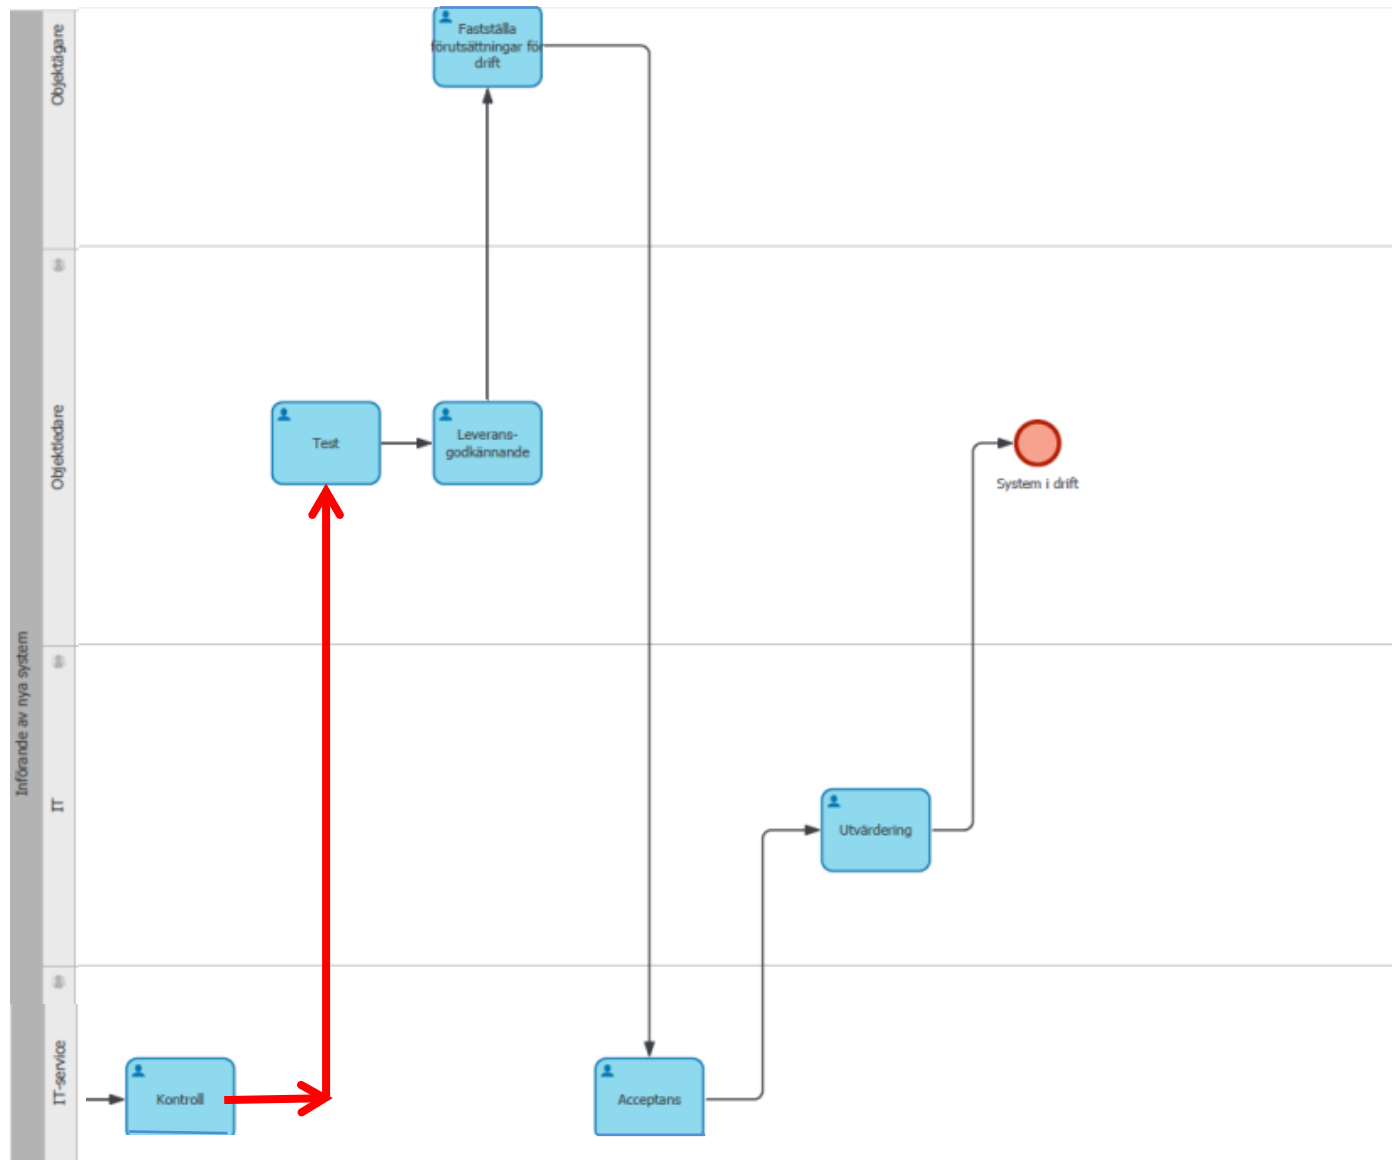 Införande av nya system
Objektägare
Fastställa
förutsättningar för
drift
Objektledare
Test
Leverans-
godkännande
System i drift
IT
Utvärdering
IT-service
Kontroll
Acceptans